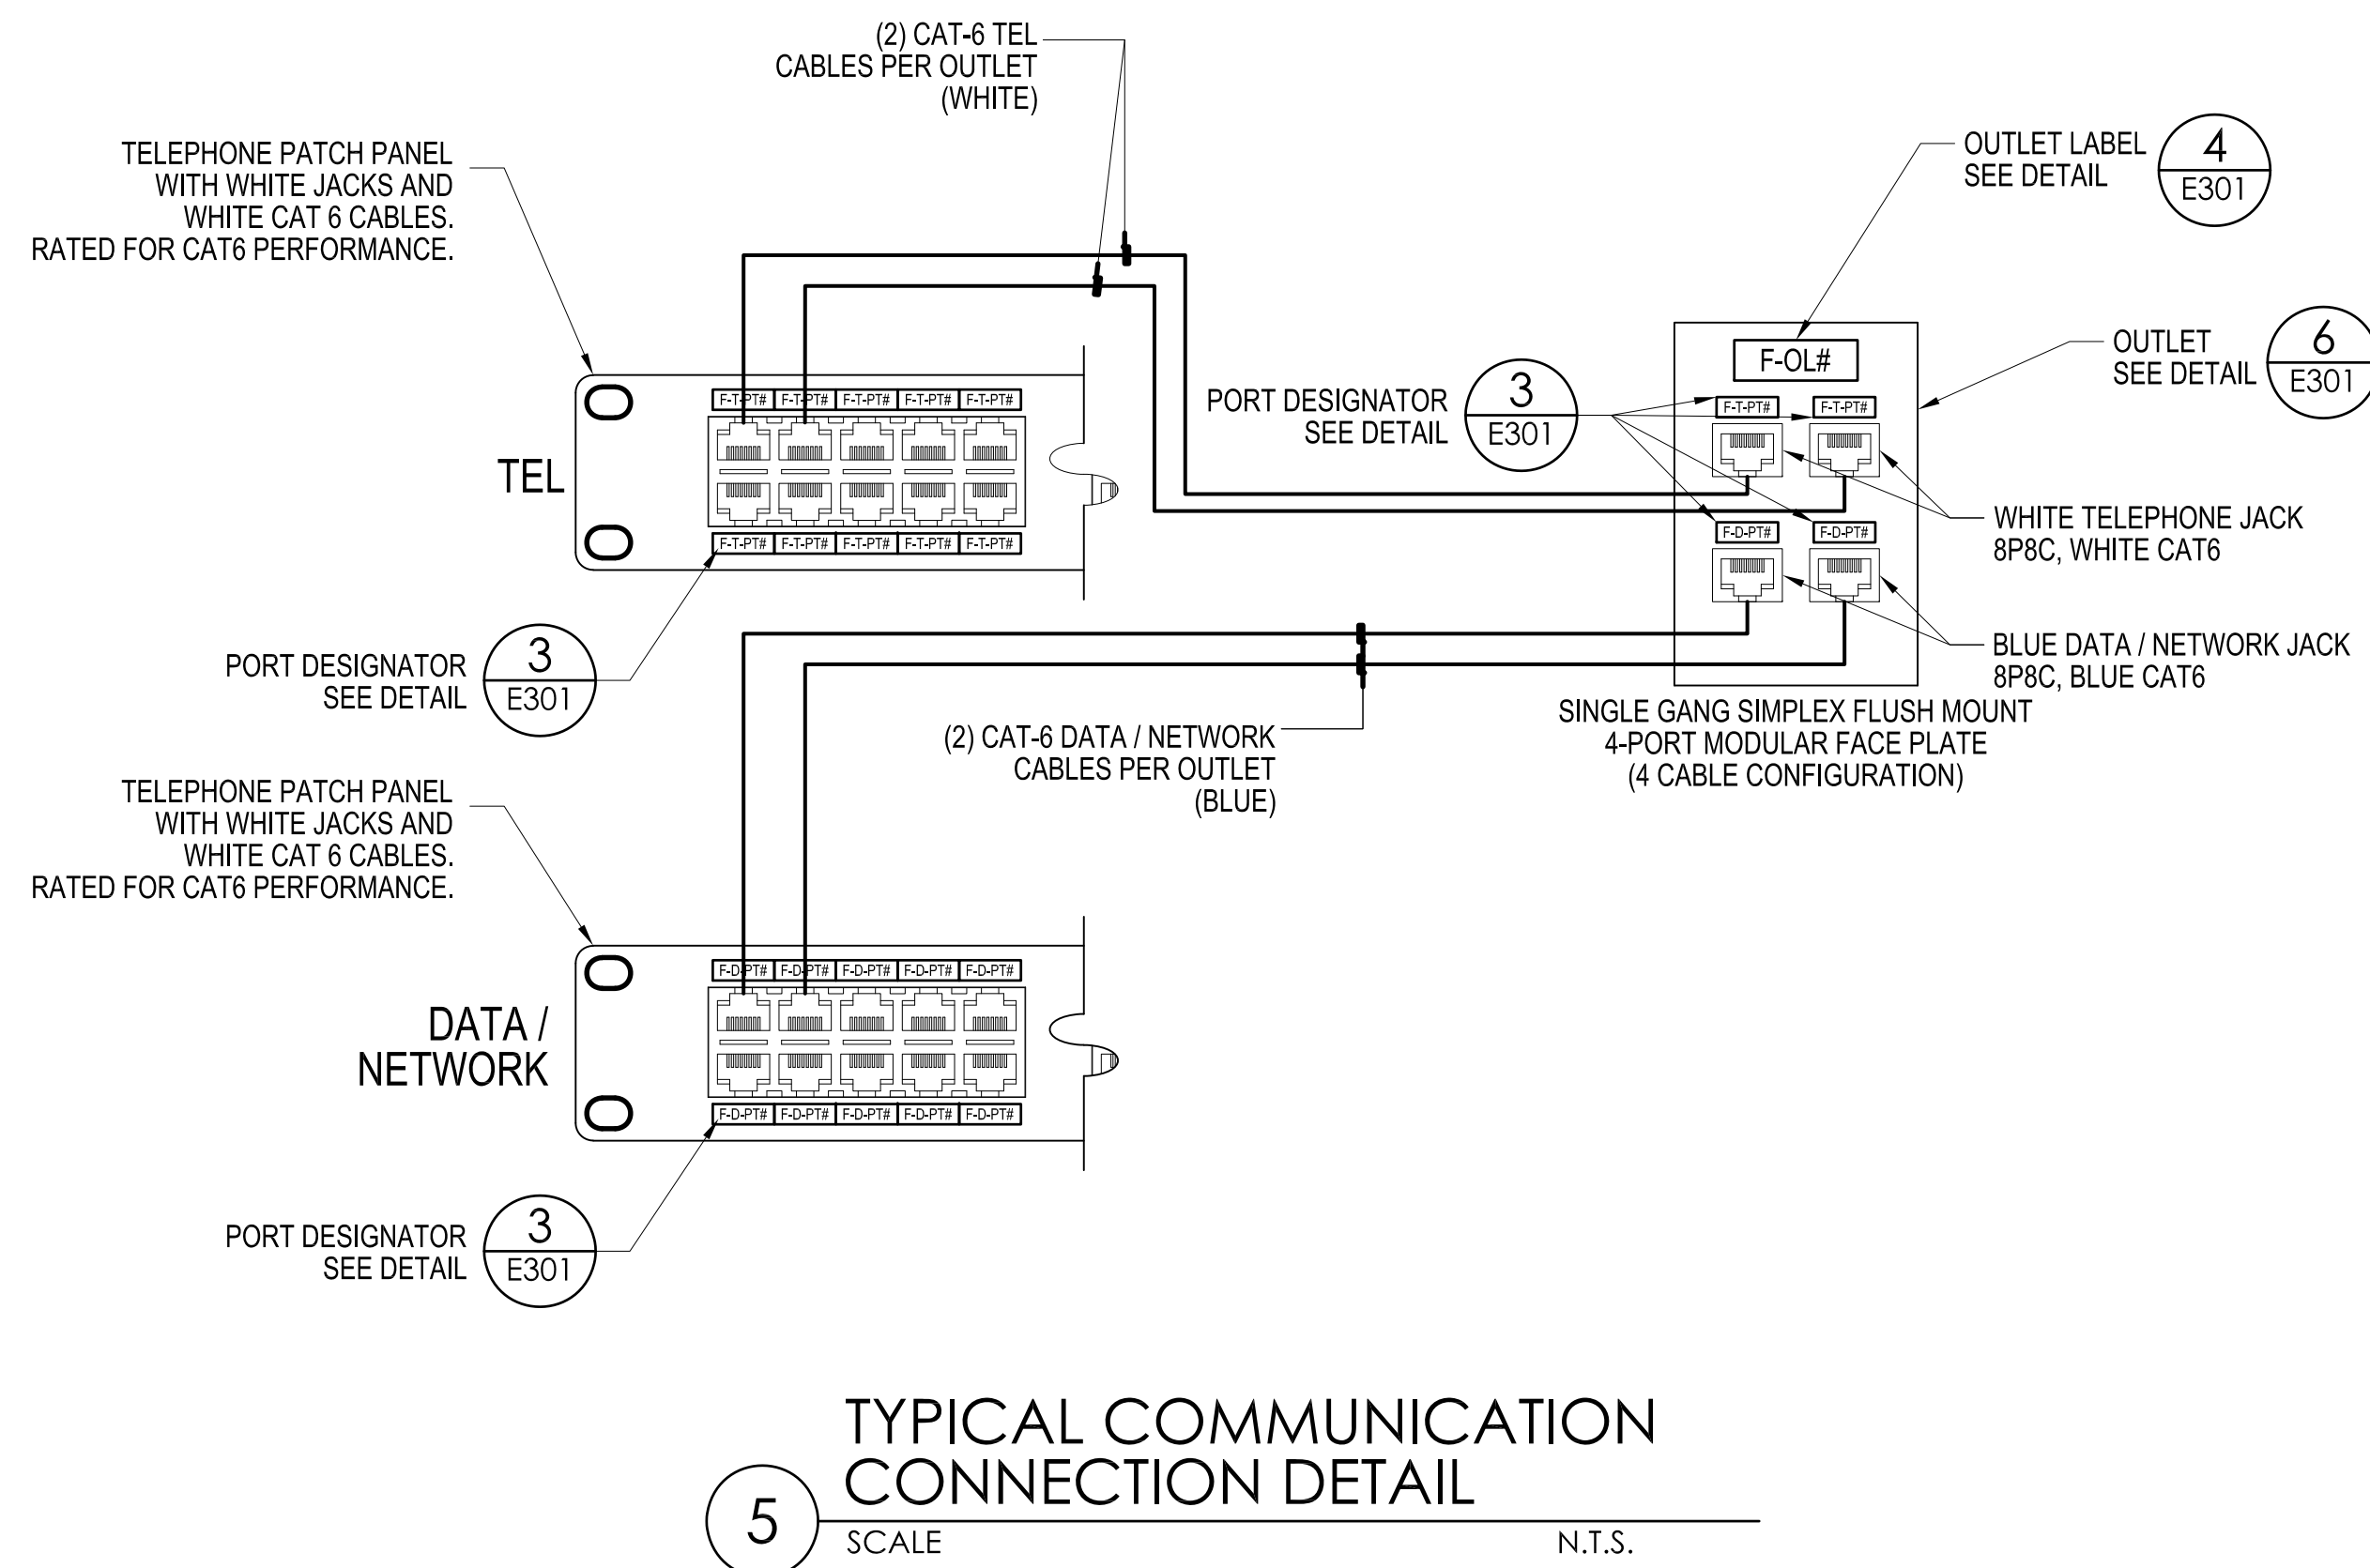 (2) CAT-6 TEL
CABLES PER OUTLET
(WHITE)
TELEPHONE PATCH PANEL
WITH WHITE JACKS AND
WHITE CAT 6 CABLES.
RATED FOR CAT6 PERFORMANCE.
OUTLET LABEL
SEE DETAIL
4
E301
OUTLET
SEE DETAIL
6
E301
F-OL#
PORT DESIGNATOR
SEE DETAIL
3
E301
F-T-PT# F-T-PT#
F-T-PT# F-T-PT# F-T-PT# F-T-PT# F-T-PT#
TEL
F-T-PT# F-T-PT# F-T-PT# F-T-PT# F-T-PT#
F-D-PT# F-D-PT#
WHITE TELEPHONE JACK
8P8C, WHITE CAT6
BLUE DATA / NETWORK JACK
8P8C, BLUE CAT6
PORT DESIGNATOR
SEE DETAIL
3
E301
SINGLE GANG SIMPLEX FLUSH MOUNT
4-PORT MODULAR FACE PLATE
(4 CABLE CONFIGURATION)
(2) CAT-6 DATA / NETWORK
CABLES PER OUTLET
(BLUE)
TELEPHONE PATCH PANEL
WITH WHITE JACKS AND
WHITE CAT 6 CABLES.
RATED FOR CAT6 PERFORMANCE.
F-D-PT# F-D-PT# F-D-PT# F-D-PT# F-D-PT#
DATA /
NETWORK
F-D-PT# F-D-PT# F-D-PT# F-D-PT# F-D-PT#
PORT DESIGNATOR
SEE DETAIL
3
E301
5
TYPICAL COMMUNICATION
CONNECTION DETAIL
SCALE N.T.S.